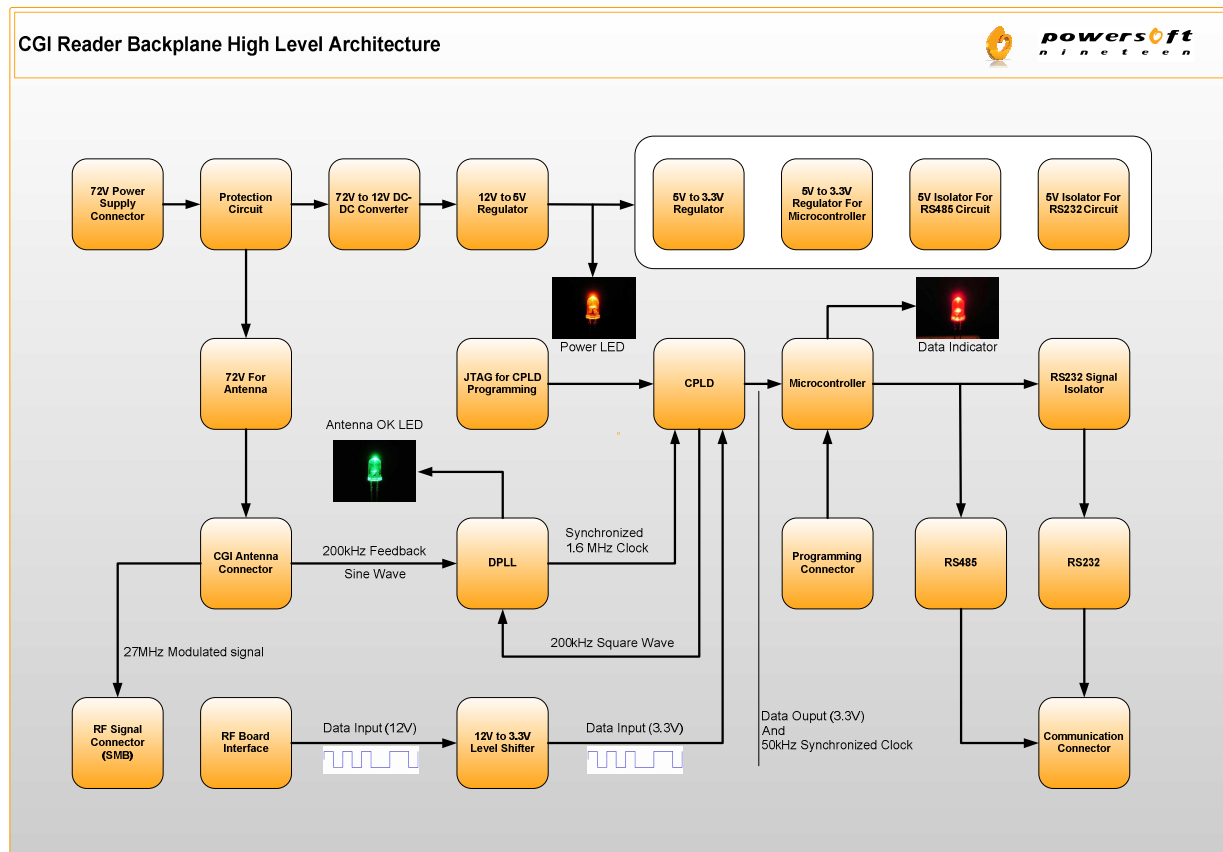 CGI Reader Backplane High Level Architecture
powersoft
nineteen
72V Power
Supply
Connector
Protection
Circuit
72V to 12V DC-
DC Converter
12V to 5V
Regulator
5V to 3.3V
Regulator
5V to 3.3V
Regulator For
Microcontroller
5V Isolator For
RS485 Circuit
5V Isolator For
RS232 Circuit
Power LED
Data Indicator
72V For
Antenna
JTAG for CPLD
Programming
CPLD
Microcontroller
RS232 Signal
Isolator
Antenna OK LED
CGI Antenna
Connector
200kHz Feedback
Sine Wave
DPLL
Synchronized
1.6 MHz Clock
Programming
Connector
RS485
RS232
200kHz Square Wave
27MHz Modulated signal
RF Signal
Connector
(SMB)
RF Board
Interface
Data Input (12V)
12V to 3.3V
Level Shifter
Data Input (3.3V)
Data Ouput (3.3V)
And
50kHz Synchronized Clock
Communication
Connector